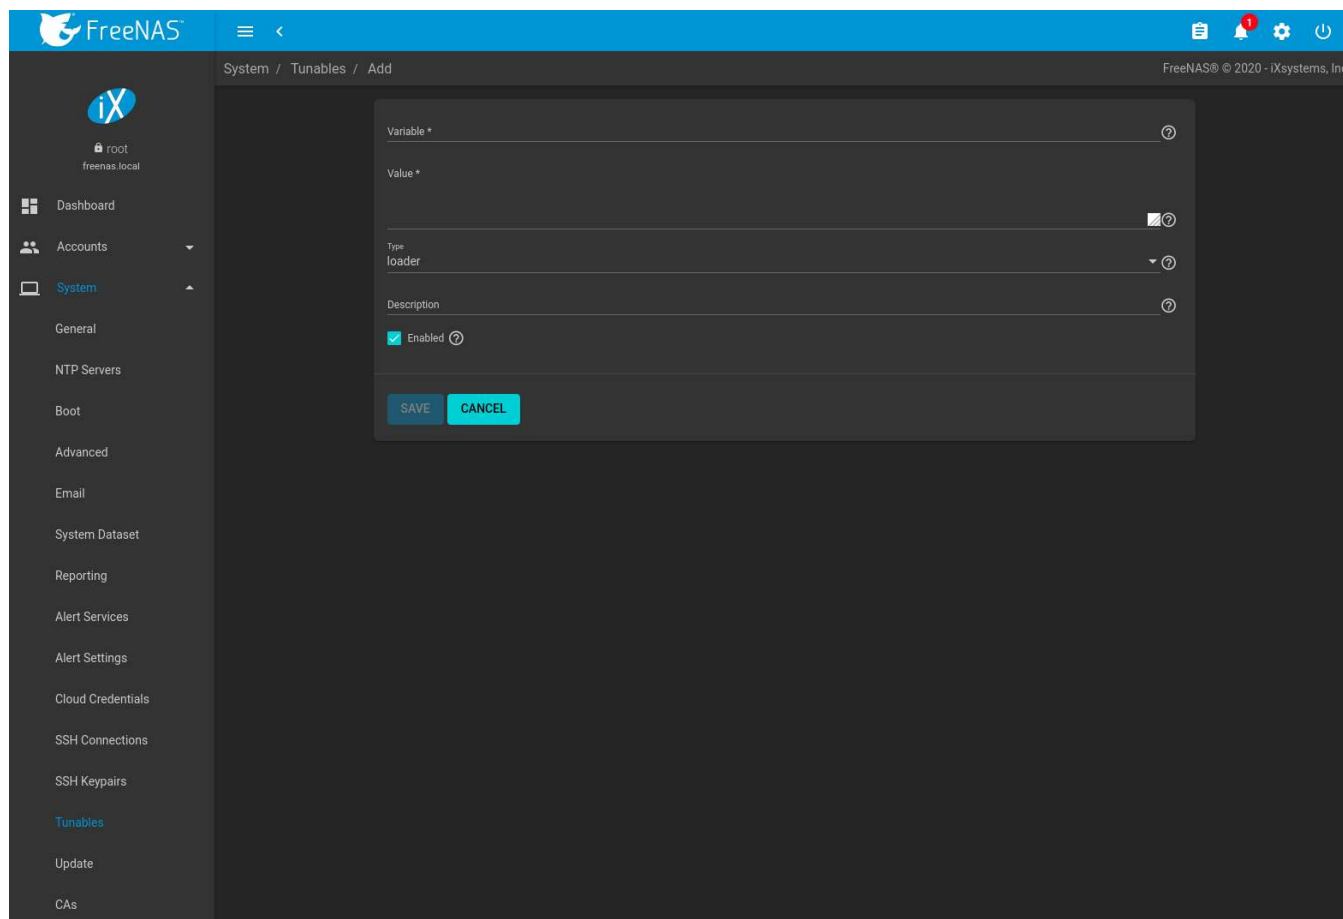 FreeNAS™
1
System / Tunables / Add
FreeNAS® © 2020 - iXsystems, Inc
iX
root
freenas.local
Dashboard
Accounts
System
General
NTP Servers
Boot
Advanced
Email
System Dataset
Reporting
Alert Services
Alert Settings
Cloud Credentials
SSH Connections
SSH Keypairs
Tunables
Update
CAs
Variable *
Value *
Type
loader
Description
Enabled
SAVE
CANCEL